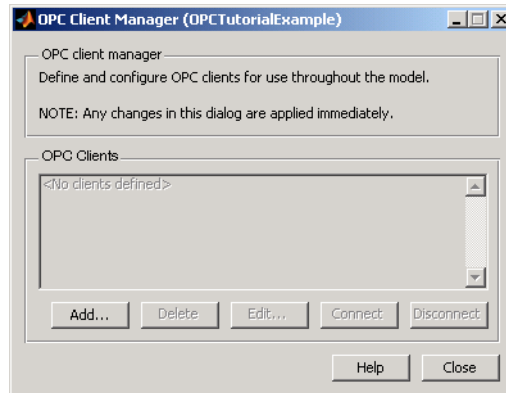 OPC Client Manager (OPCTutorialExample)
OPC client manager
Define and configure OPC clients for use throughout the model.
NOTE: Any changes in this dialog are applied immediately.
OPC Clients
<No clients defined>
Add... Delete Edit... Connect Disconnect
Help Close